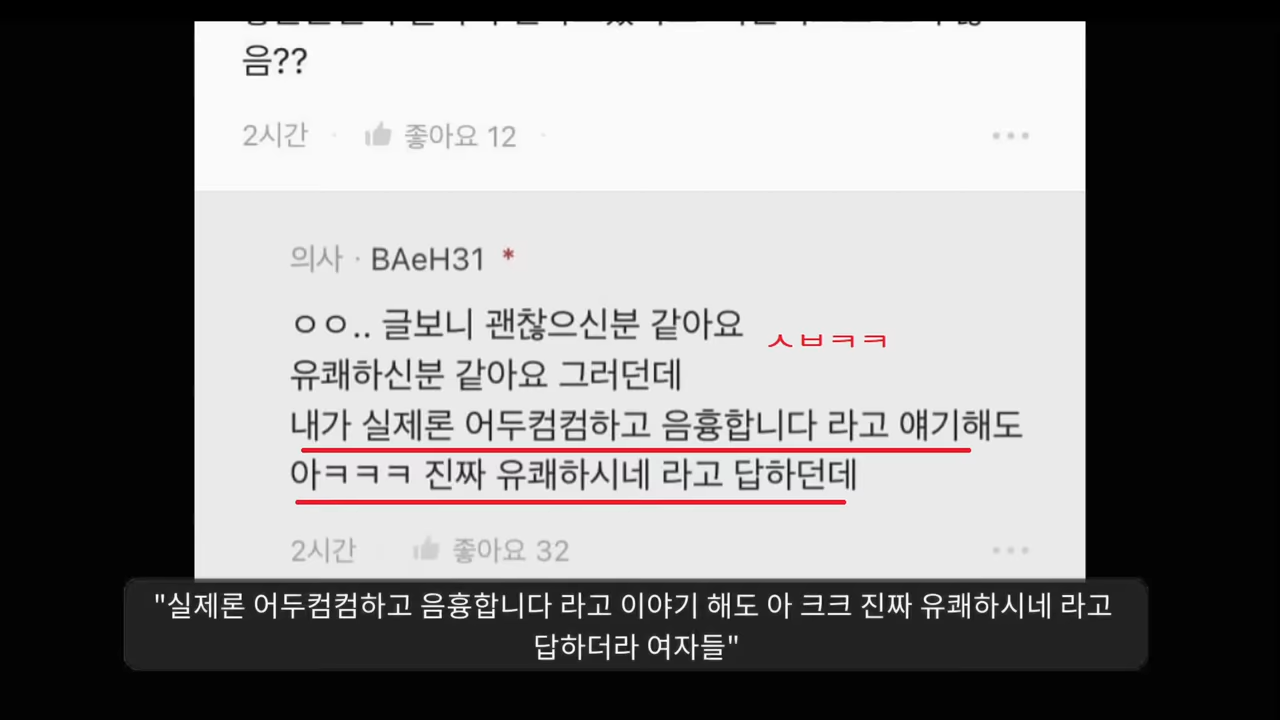 음??
2시간 · 좋아요 12 ·
의사 · BAeH31 *
ㅇㅇ.. 글보니 괜찮으신분 같아요
ㅅㅂㅋㅋ
유쾌하신분 같아요 그러던데
내가 실제론 어두컴컴하고 음흉합니다 라고 얘기해도
아ㅋㅋㅋ 진짜 유쾌하시네 라고 답하던데
2시간 좋아요 32
"실제론 어두컴컴하고 음흉합니다 라고 이야기 해도 아 크크 진짜 유쾌하시네 라고
답하더라 여자들"